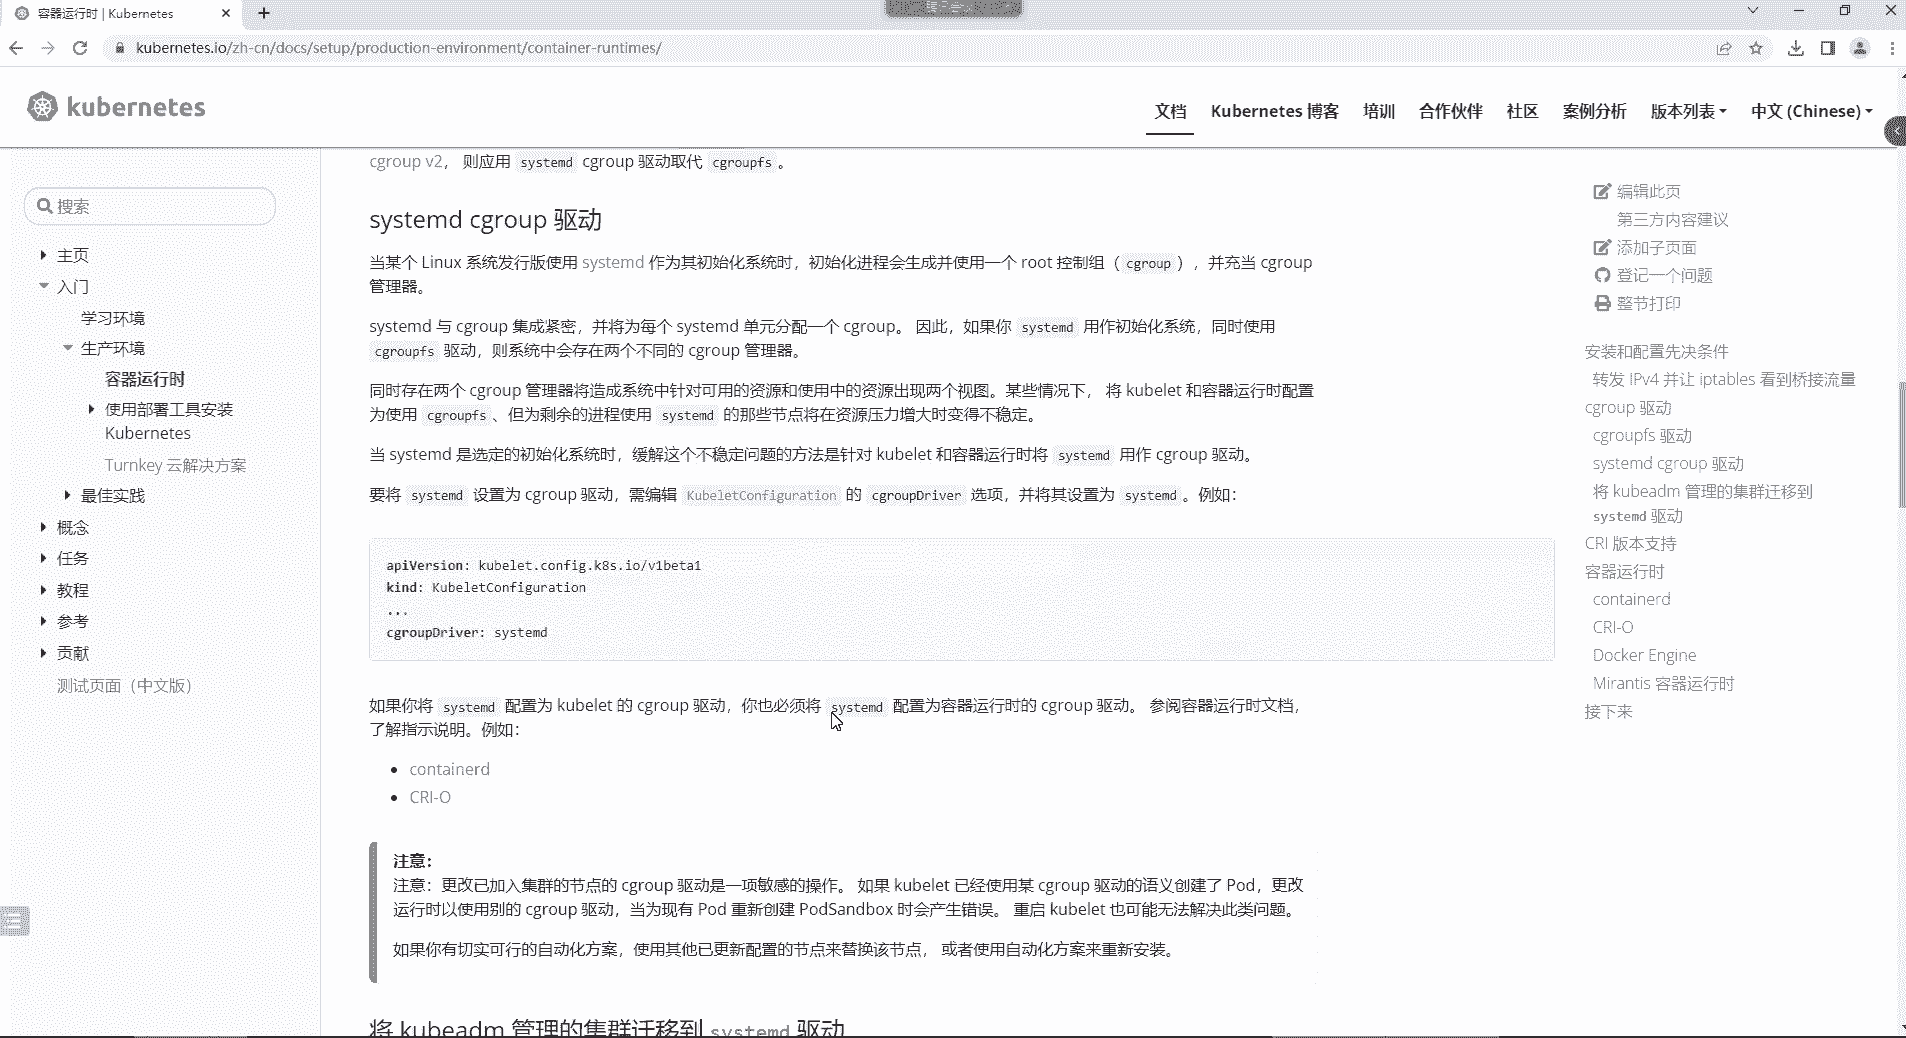 容器运行时 | Kubernetes
kubernetes.io/zh-cn/docs/setup/production-environment/container-runtimes/
kubernetes
文档
Kubernetes 博客
培训
合作伙伴
社区
案例分析
版本列表
中文 (Chinese)
搜索
主页
入门
学习环境
生产环境
容器运行时
使用部署工具安装
Kubernetes
Turnkey 云解决方案
最佳实践
概念
任务
教程
参考
贡献
测试页面（中文版）
cgroup v2， 则应用 systemd cgroup 驱动取代 cgroupfs 。
systemd cgroup 驱动
当某个 Linux 系统发行版使用 systemd 作为其初始化系统时，初始化进程会生成并使用一个 root 控制组（ cgroup ），并充当 cgroup
管理器。
systemd 与 cgroup 集成紧密，并将为每个 systemd 单元分配一个 cgroup。 因此，如果你 systemd 用作初始化系统，同时使用
cgroupfs 驱动，则系统中会存在两个不同的 cgroup 管理器。
同时存在两个 cgroup 管理器将造成系统中针对可用的资源和使用中的资源出现两个视图。某些情况下， 将 kubelet 和容器运行时配置
为使用 cgroupfs 、但为剩余的进程使用 systemd 的那些节点将在资源压力增大时变得不稳定。
当 systemd 是选定的初始化系统时，缓解这个不稳定问题的方法是针对 kubelet 和容器运行时将 systemd 用作 cgroup 驱动。
要将 systemd 设置为 cgroup 驱动，需编辑 KubeletConfiguration 的 cgroupDriver 选项，并将其设置为 systemd 。例如：
apiVersion: kubelet.config.k8s.io/v1beta1
kind: KubeletConfiguration
...
cgroupDriver: systemd
如果你将 systemd 配置为 kubelet 的 cgroup 驱动，你也必须将 systemd 配置为容器运行时的 cgroup 驱动。 参阅容器运行时文档，
了解指示说明。例如：
containerd
CRI-O
注意：
注意：更改已加入集群的节点的 cgroup 驱动是一项敏感的操作。 如果 kubelet 已经使用某 cgroup 驱动的语义创建了 Pod，更改
运行时以使用别的 cgroup 驱动，当为现有 Pod 重新创建 PodSandbox 时会产生错误。 重启 kubelet 也可能无法解决此类问题。
如果你有切实可行的自动化方案，使用其他已更新配置的节点来替换该节点， 或者使用自动化方案来重新安装。
将 kubeadm 管理的集群迁移到 systemd 驱动
编辑此页
第三方内容建议
添加子页面
登记一个问题
整节打印
安装和配置先决条件
转发 IPv4 并让 iptables 看到桥接流量
cgroup 驱动
cgroupfs 驱动
systemd cgroup 驱动
将 kubeadm 管理的集群迁移到
systemd 驱动
CRI 版本支持
容器运行时
containerd
CRI-O
Docker Engine
Mirantis 容器运行时
接下来